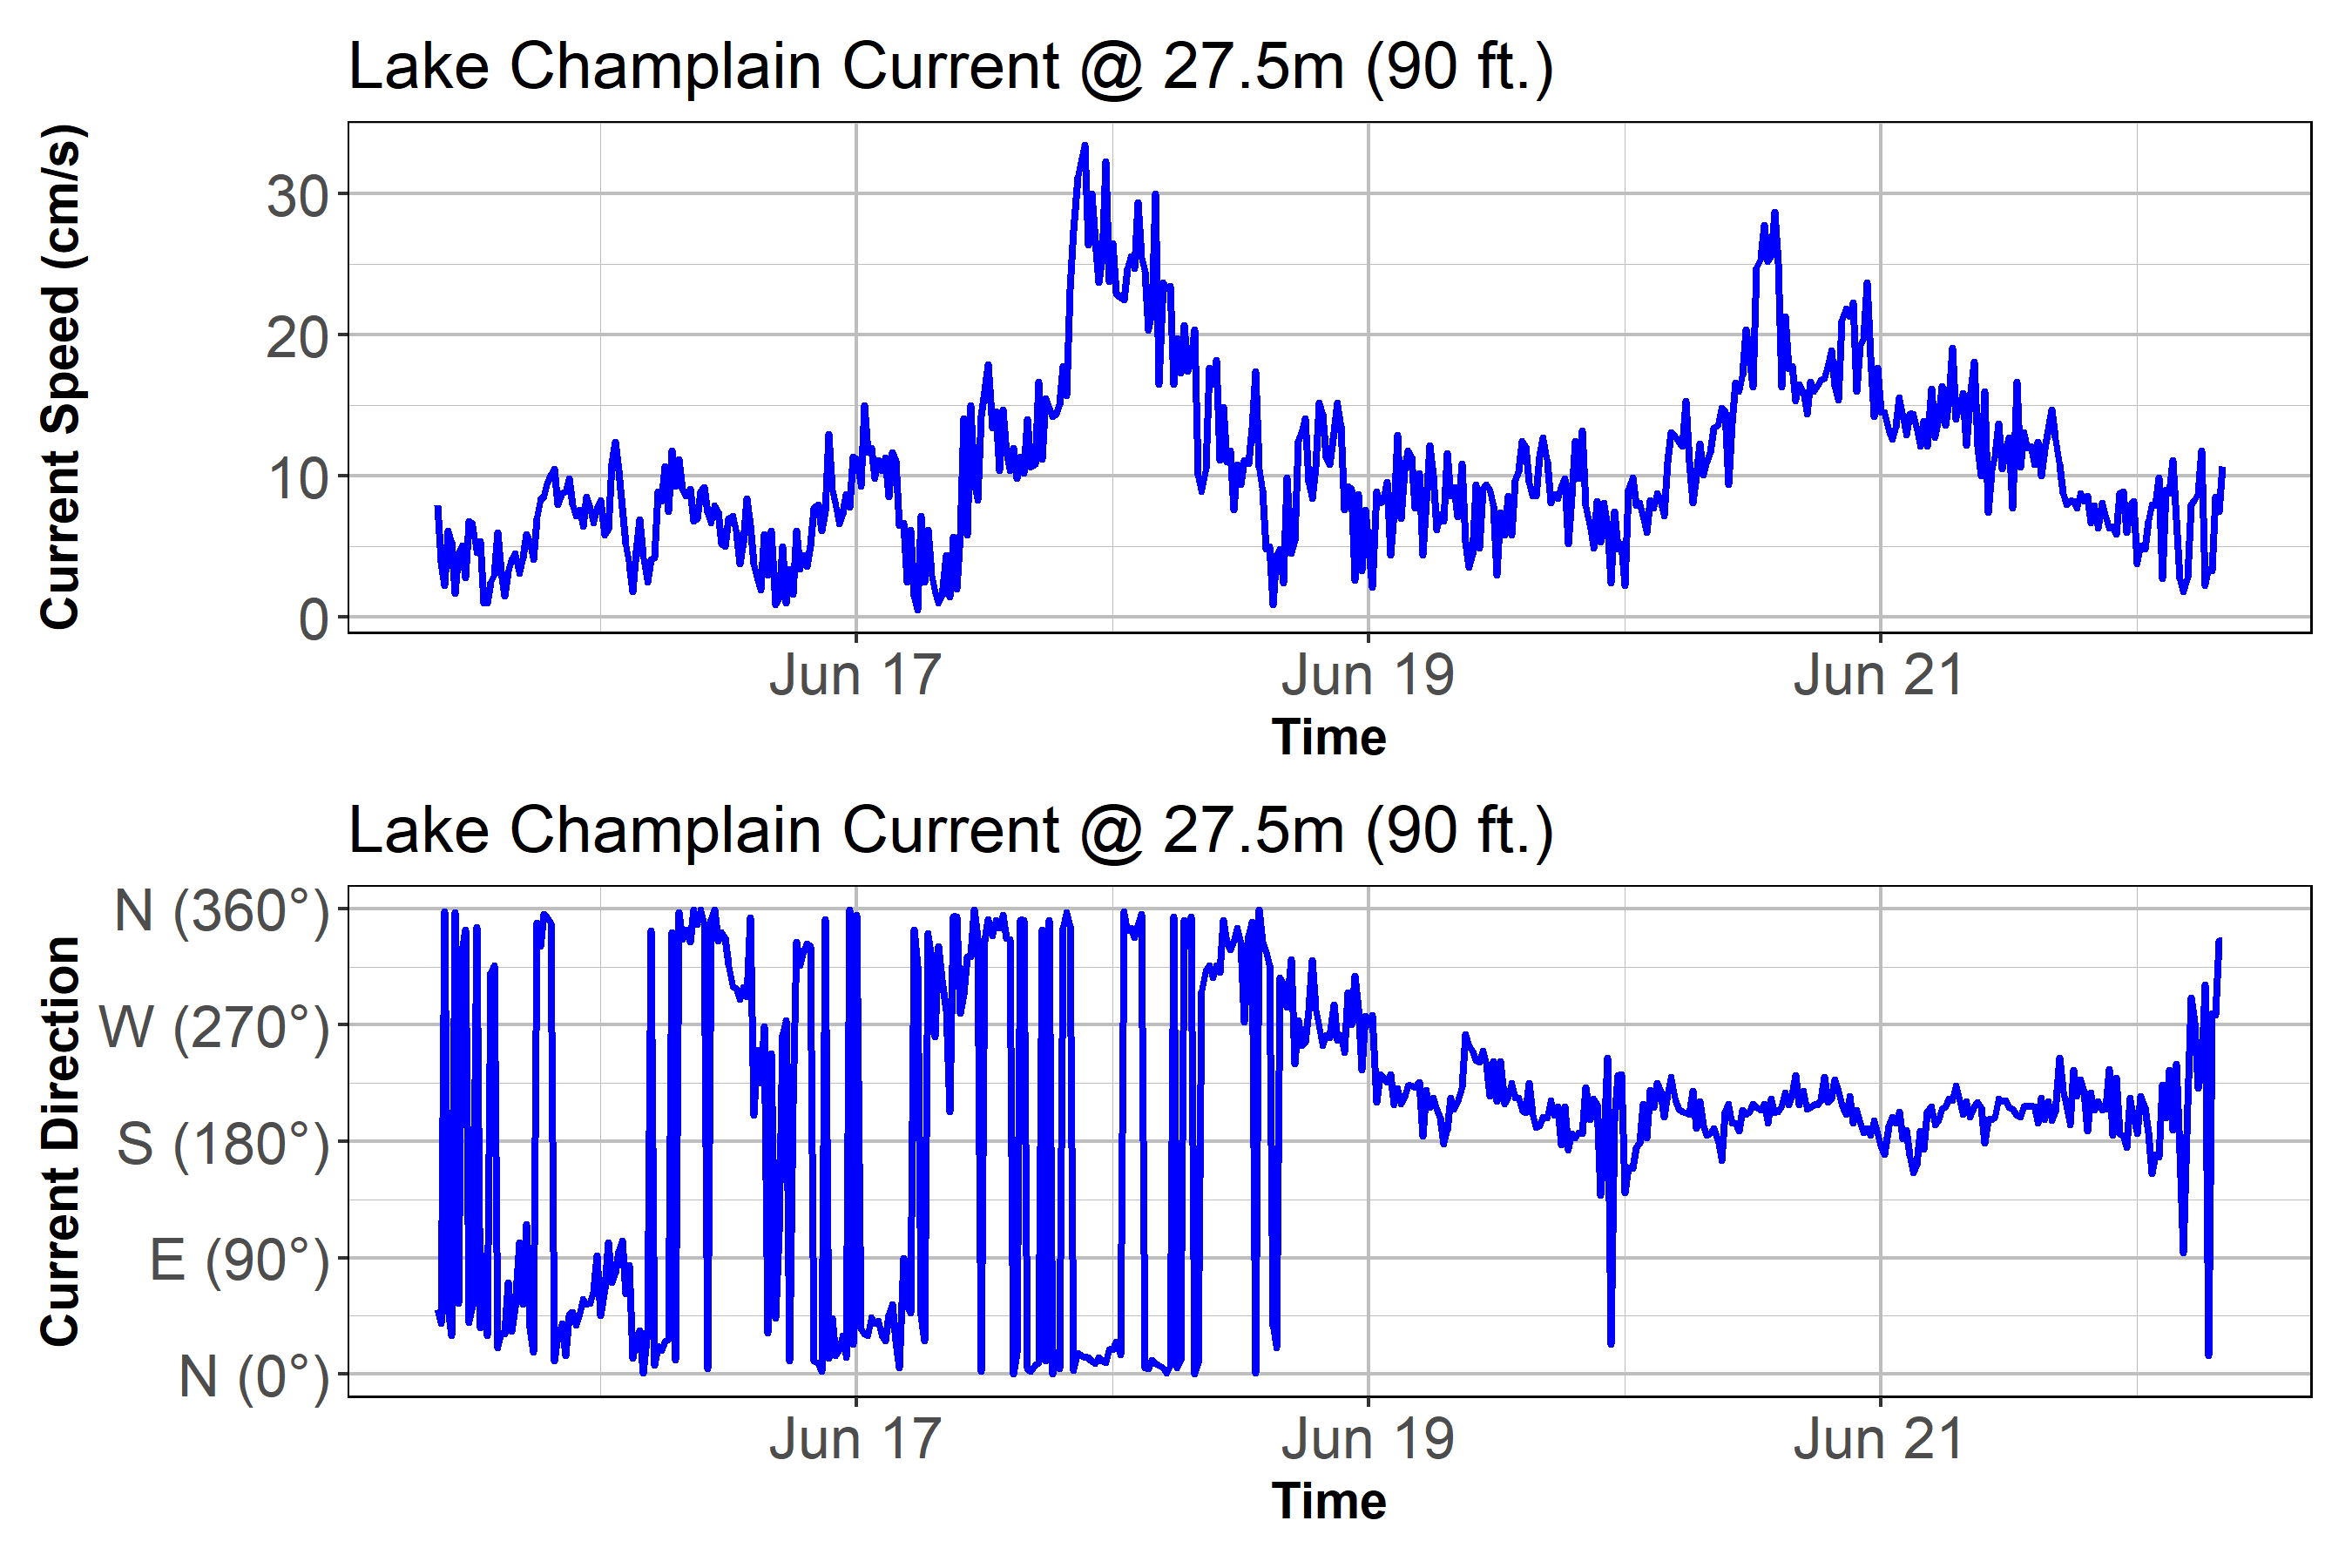 Lake Champlain Current @ 27.5m (90 ft.)
Current Speed (cm/s)
30
20
10
0
Jun 17 Jun 19 Jun 21
Time
Lake Champlain Current @ 27.5m (90 ft.)
Current Direction
N (360°)
W (270°)
S (180°)
E (90°)
N (0°)
Jun 17 Jun 19 Jun 21
Time